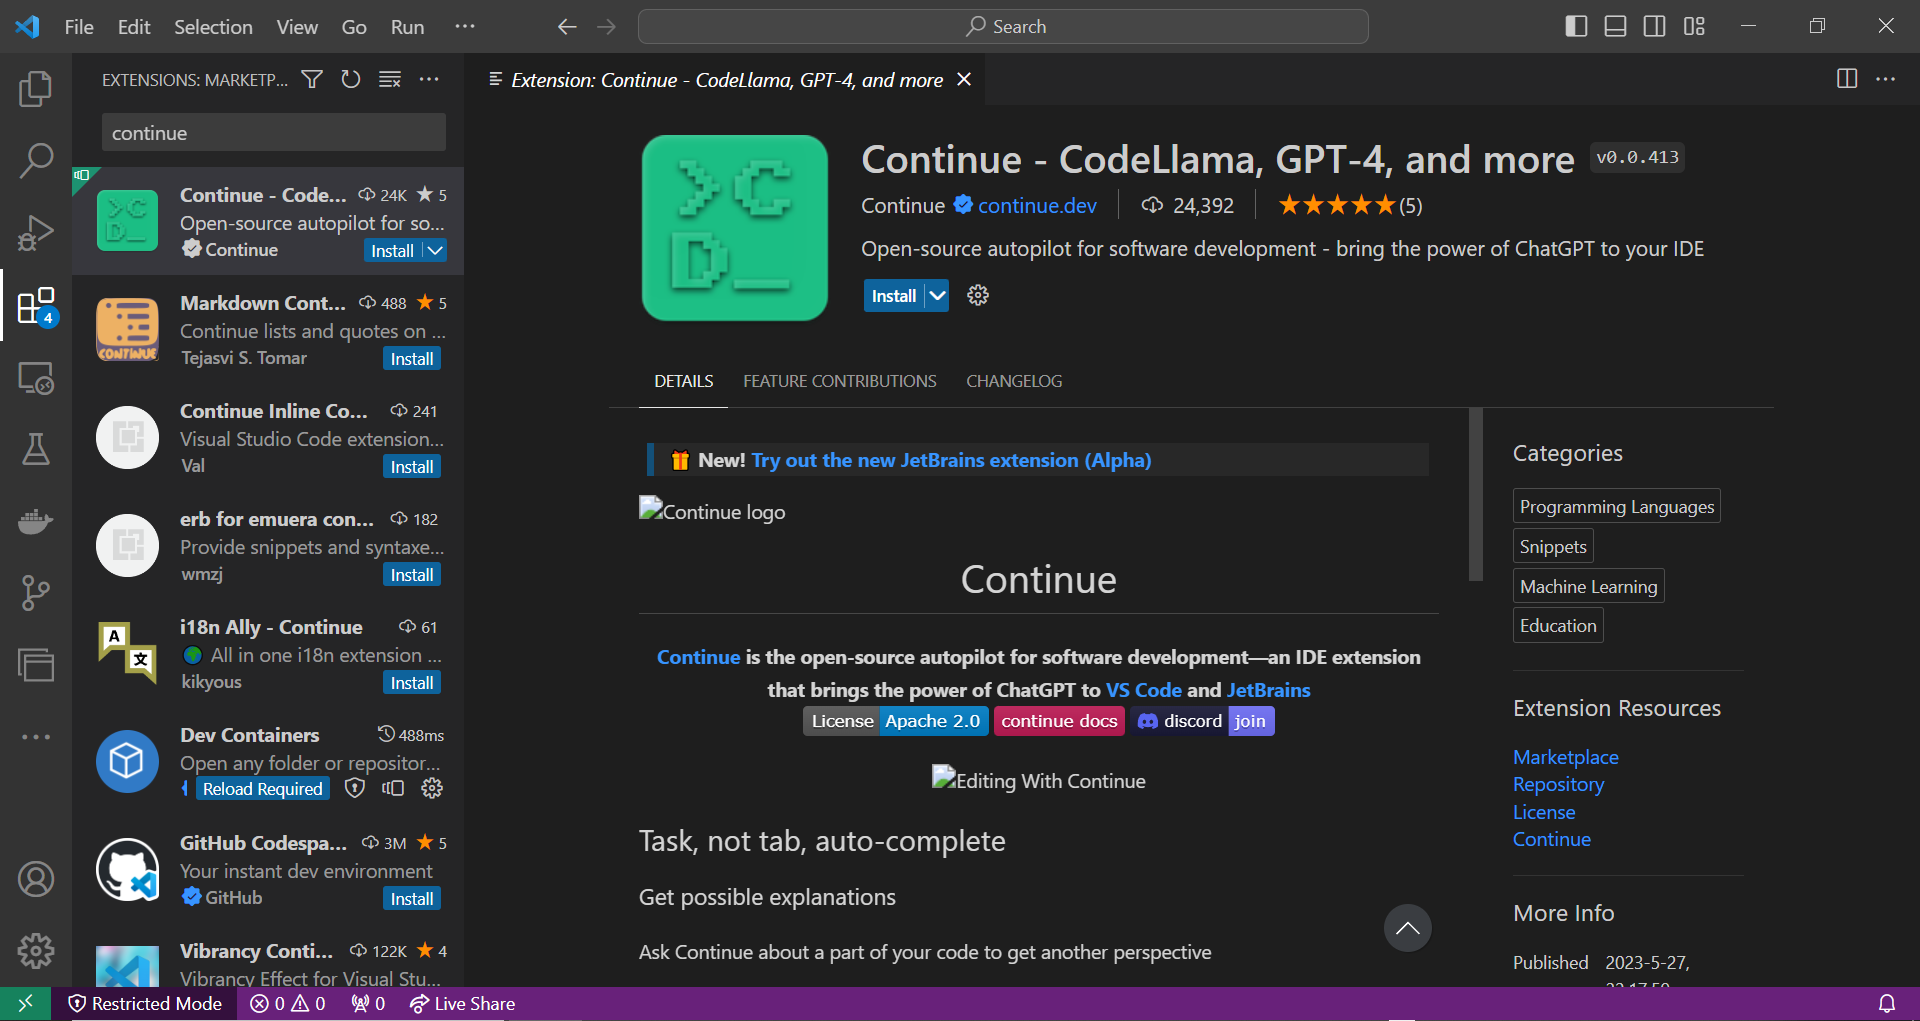 File Edit Selection View Go Run ···
Search
EXTENSIONS: MARKETP...
continue
Continue - Code... 24K ★ 5
Open-source autopilot for so...
Continue Install
Markdown Cont... 488 ★ 5
Continue lists and quotes on ...
CONTINUE
Tejasvi S. Tomar Install
Continue Inline Co... 241
Visual Studio Code extension...
Val Install
4
erb for emuera con... 182
Provide snippets and syntaxe...
wmzj Install
i18n Ally - Continue 61
A 文
All in one i18n extension ...
kikyous Install
Dev Containers 488ms
Open any folder or repositor...
Reload Required
GitHub Codespa... 3M ★ 5
Your instant dev environment
GitHub Install
Vibrancy Conti... 122K ★ 4
Vibrancy Effect for Visual Stu...
Extension: Continue - CodeLlama, GPT-4, and more
>C
D_
Continue - CodeLlama, GPT-4, and more v0.0.413
Continue continue.dev 24,392 ★★★★★(5)
Open-source autopilot for software development - bring the power of ChatGPT to your IDE
Install
DETAILS FEATURE CONTRIBUTIONS CHANGELOG
New! Try out the new JetBrains extension (Alpha)
Continue logo
Continue
Continue is the open-source autopilot for software development—an IDE extension
that brings the power of ChatGPT to VS Code and JetBrains
License Apache 2.0 continue docs discord join
Editing With Continue
Task, not tab, auto-complete
Get possible explanations
Ask Continue about a part of your code to get another perspective
Categories
Programming Languages
Snippets
Machine Learning
Education
Extension Resources
Marketplace
Repository
License
Continue
More Info
Published 2023-5-27,
Restricted Mode 0 0 0 Live Share